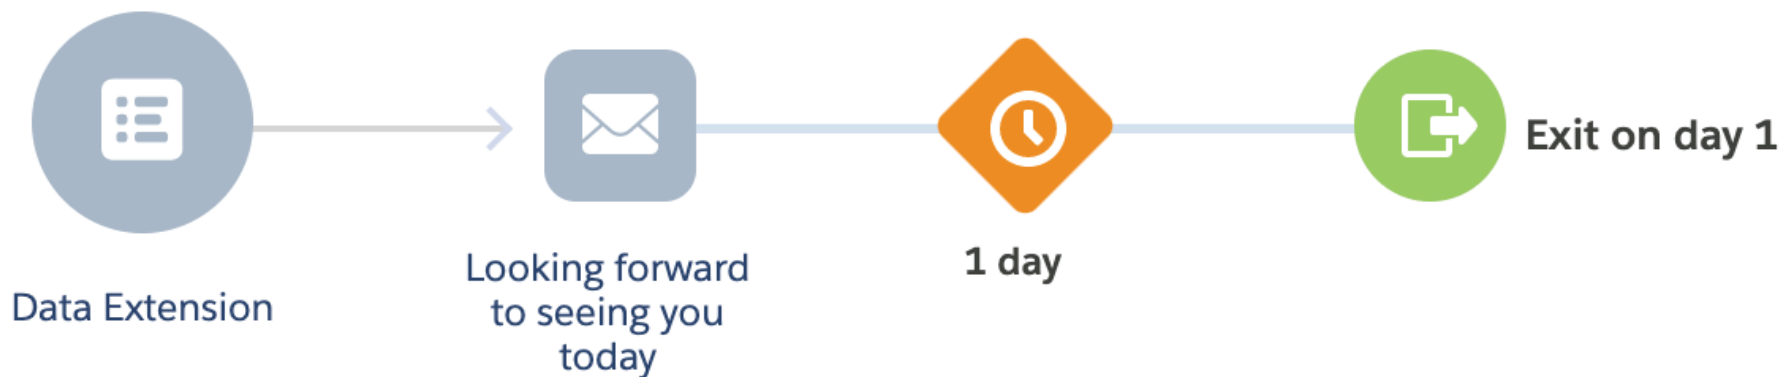 Data Extension
Looking forward
to seeing you
today
1 day
Exit on day 1